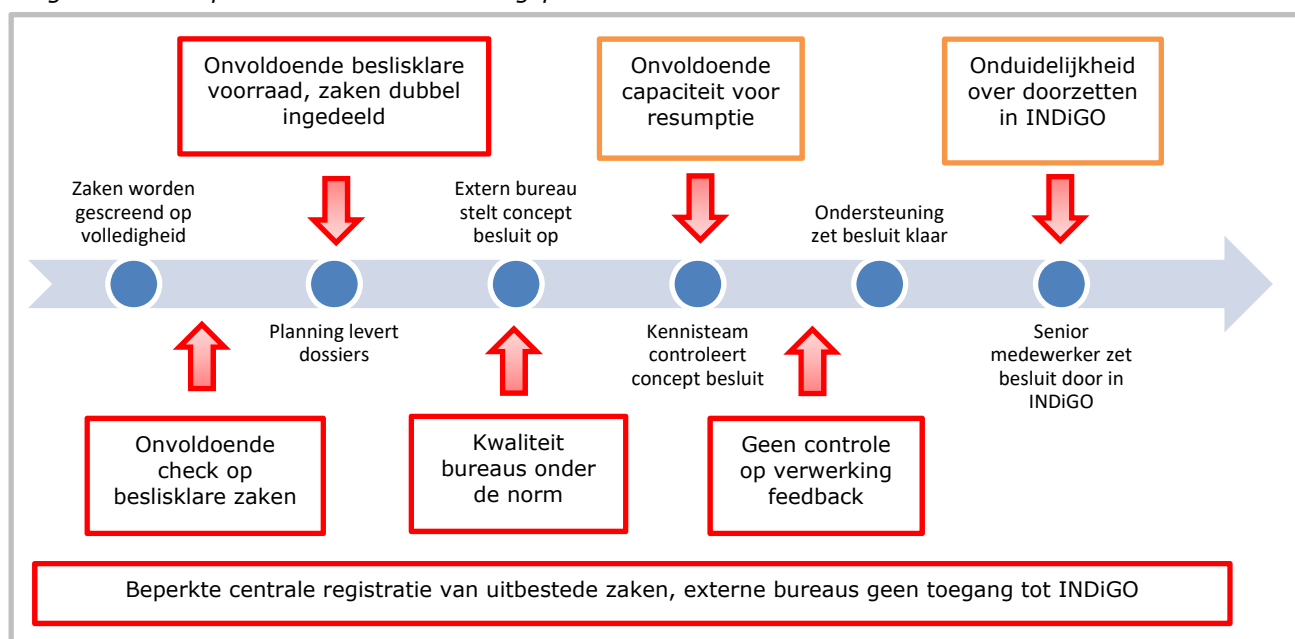 Onvoldoende beslisklare
voorraad, zaken dubbel
ingedeeld
Onvoldoende
capaciteit voor
resumptie
Onduidelijkheid
over doorzetten
in INDiGO
Zaken worden
gescreend op
volledigheid
Extern bureau
stelt concept
besluit op
Ondersteuning
zet besluit klaar
Planning levert
dossiers
Kennisteam
controleert
concept besluit
Senior
medewerker zet
besluit door in
INDiGO
Onvoldoende
check op
beslisklare zaken
Kwaliteit
bureaus onder
de norm
Geen controle
op verwerking
feedback
Beperkte centrale registratie van uitbestede zaken, externe bureaus geen toegang tot INDiGO